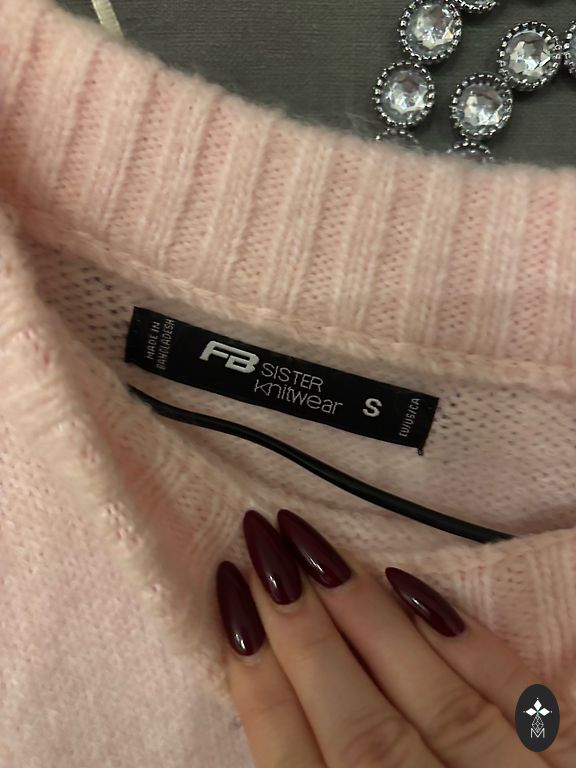 MADE IN
BANGLADESH
FB SISTER
knitwear
S
EU/US/CA
M